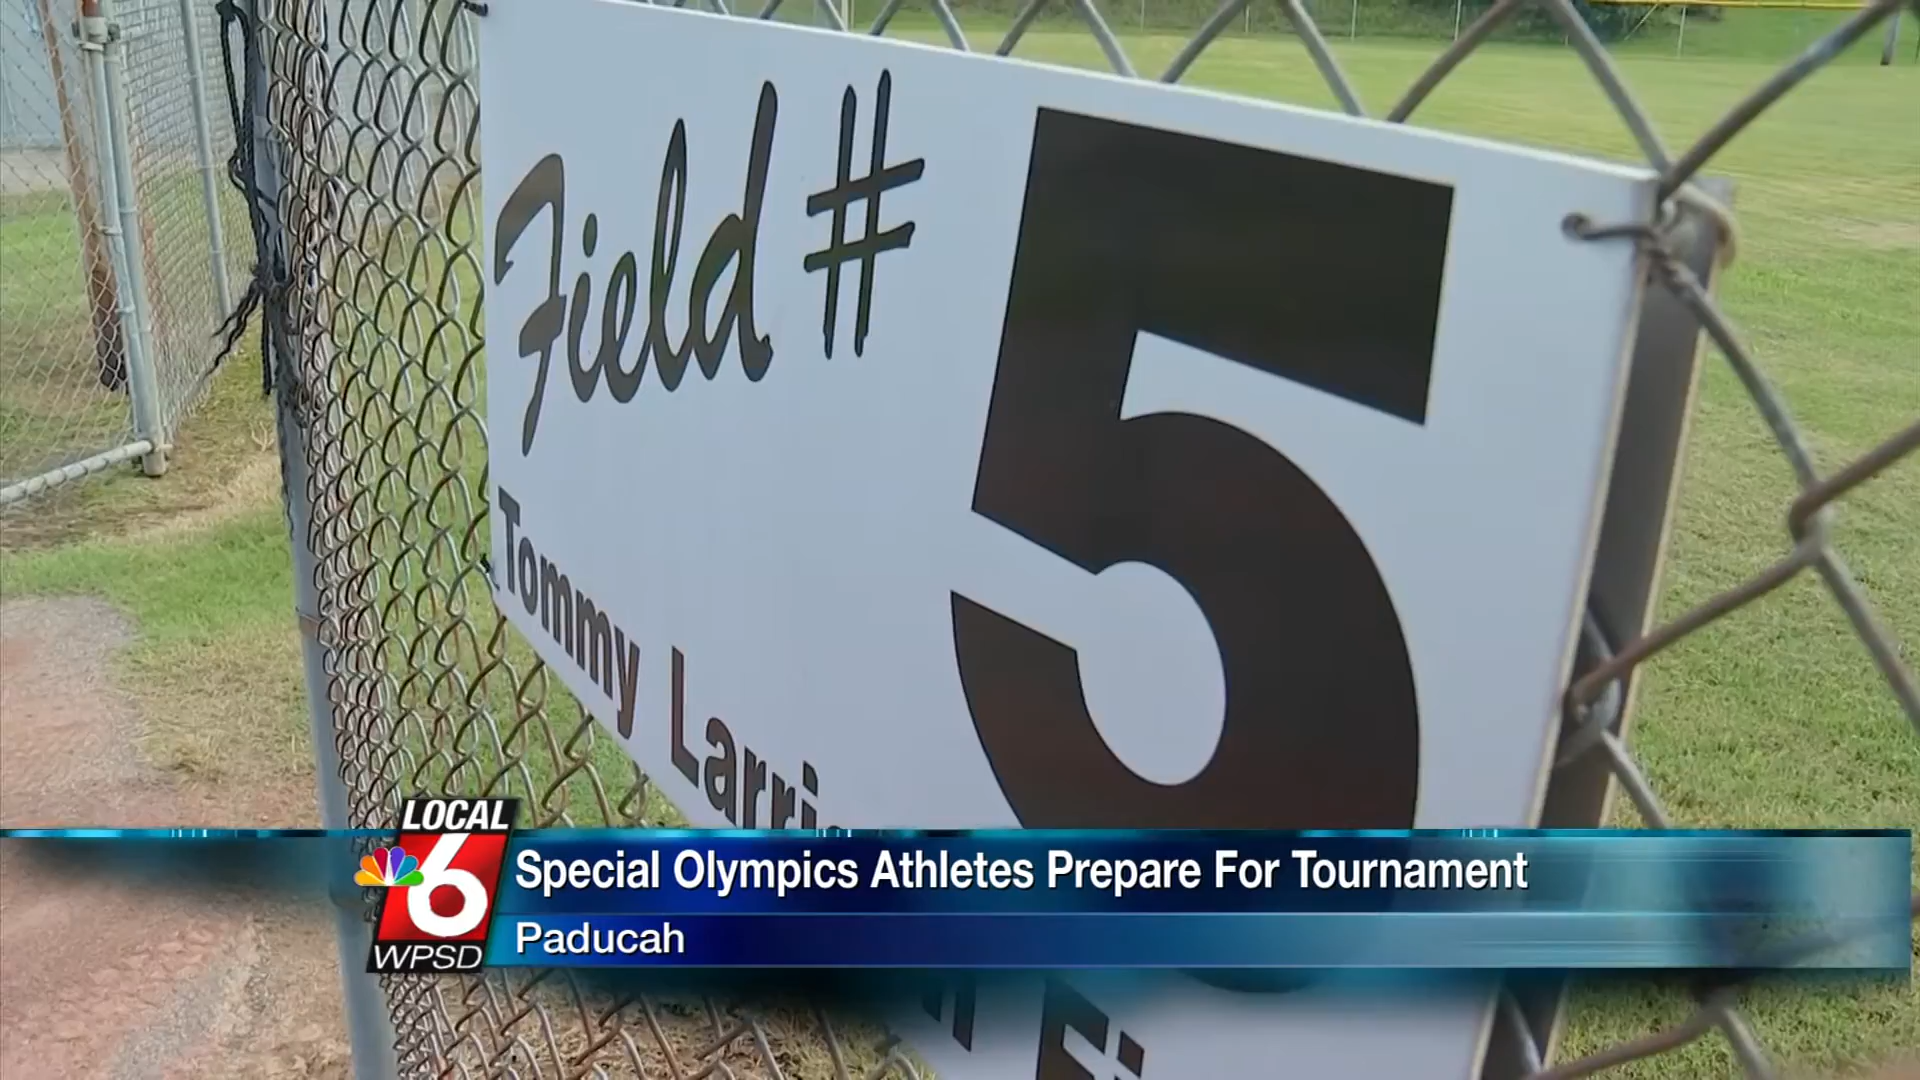 Field # 5
Tommy
LOCAL
6
WPSD
Special Olympics Athletes Prepare For Tournament
Paducah